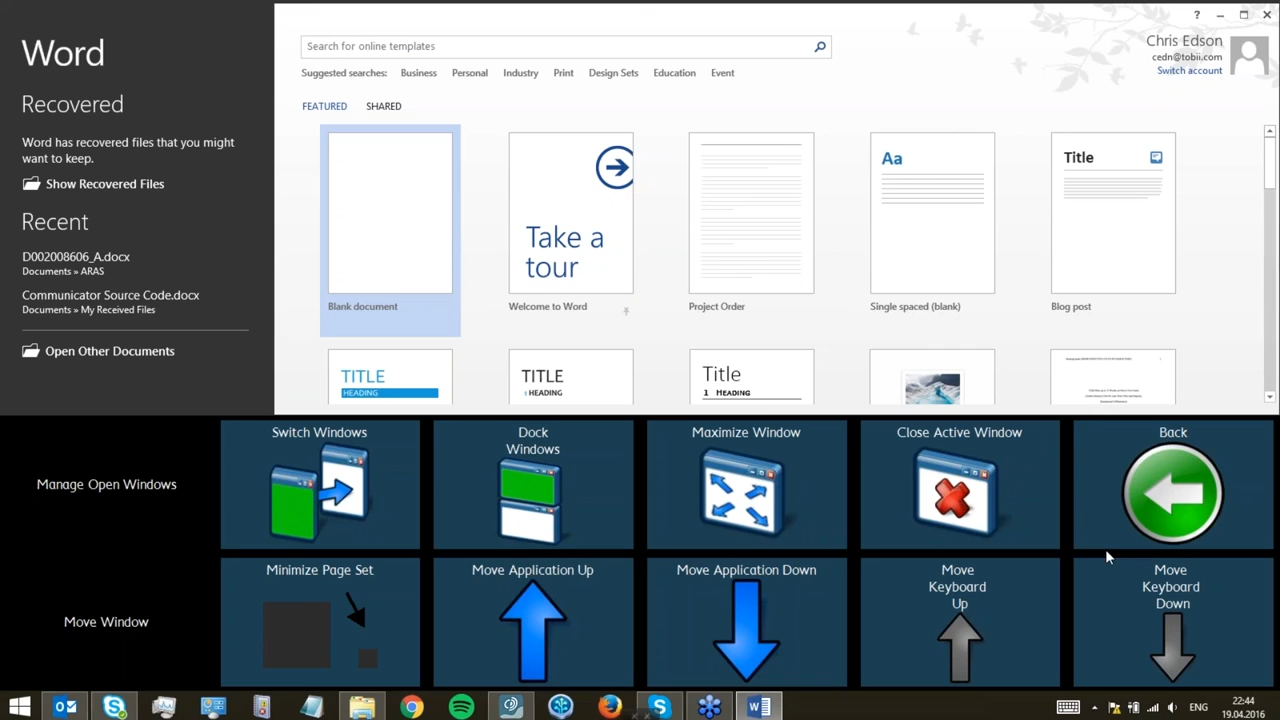 Word
Recovered
Word has recovered files that you might
want to keep.
Show Recovered Files
Recent
D002008606_A.docx
Documents » ARAS
Communicator Source Code.docx
Documents » My Received Files
Open Other Documents
?
Search for online templates
Suggested searches: Business Personal Industry Print Design Sets Education Event
Chris Edson
cedn@tobii.com
Switch account
FEATURED SHARED
Take a
tour
Aa
Title
Blank document
Welcome to Word
Project Order
Single spaced (blank)
Blog post
TITLE
HEADING
TITLE
HEADING
Title
1 HEADING
Manage Open Windows
Switch Windows
Dock
Windows
Maximize Window
Close Active Window
Back
Move Window
Minimize Page Set
Move Application Up
Move Application Down
Move
Keyboard
Up
Move
Keyboard
Down
ENG
22:44
19.04.2016